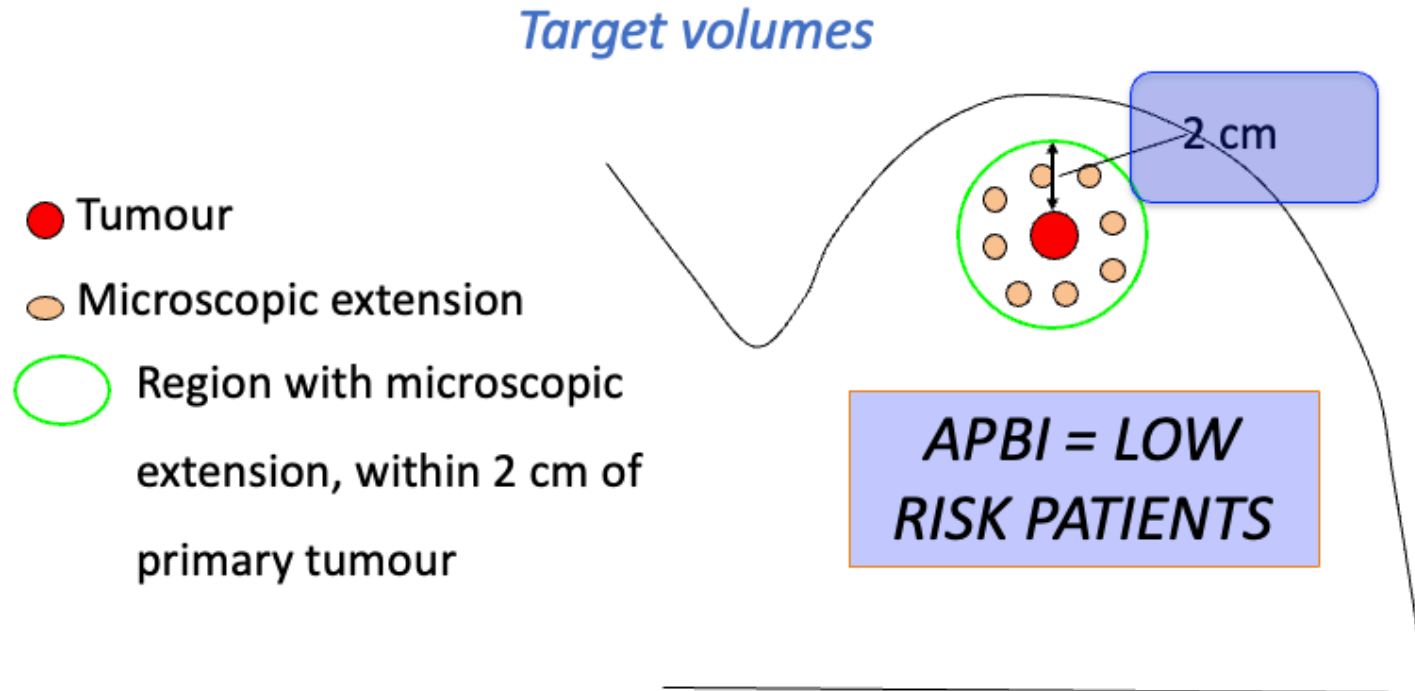 Target volumes
2 cm
Tumour
Microscopic extension
Region with microscopic
extension, within 2 cm of
primary tumour
APBI = LOW
RISK PATIENTS